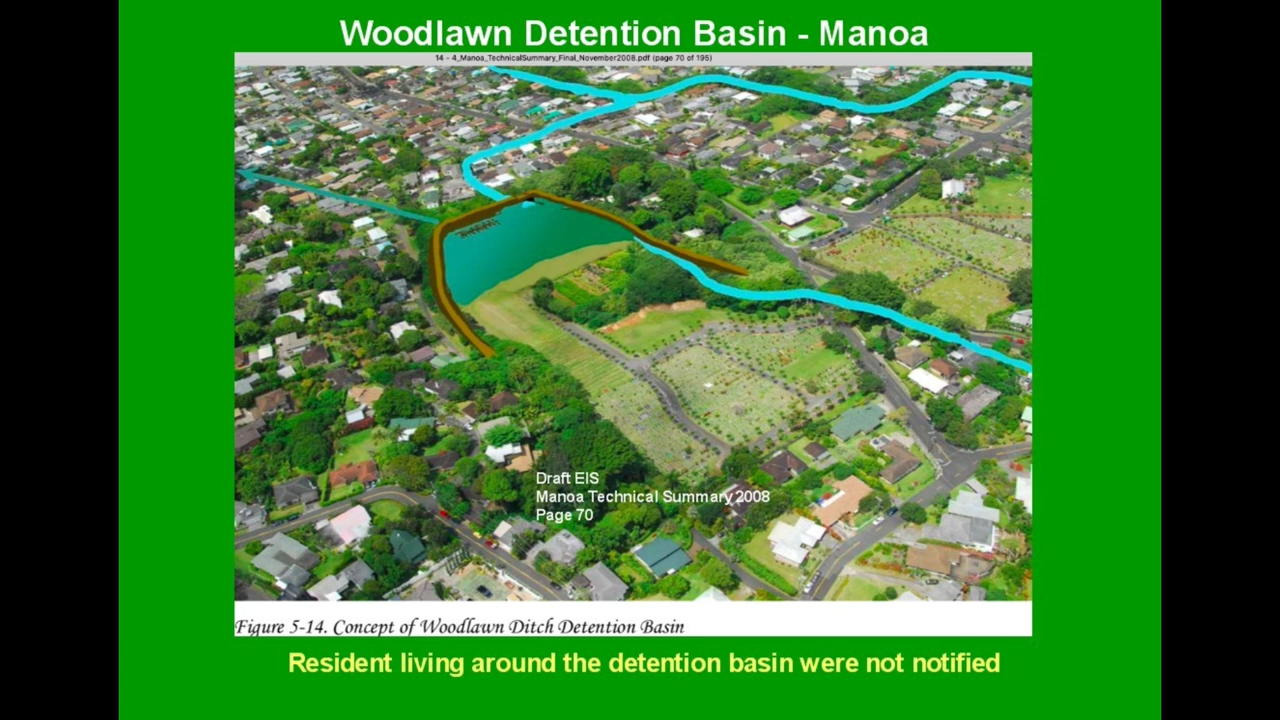 Woodlawn Detention Basin - Manoa
14 - 4_Manoa_TechnicalSummary_Final_November2008.pdf (page 70 of 195)
Draft EIS
Manoa Technical Summary 2008
Page 70
Figure 5-14. Concept of Woodlawn Ditch Detention Basin
Resident living around the detention basin were not notified